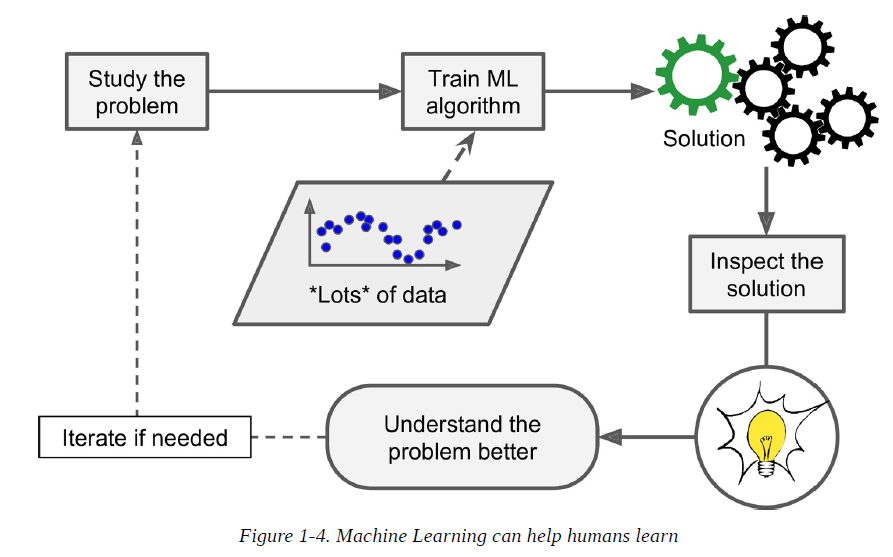 Study the
problem
Train ML
algorithm
Solution
*Lots* of data
Inspect the
solution
Understand the
problem better
Iterate if needed
Figure 1-4. Machine Learning can help humans learn